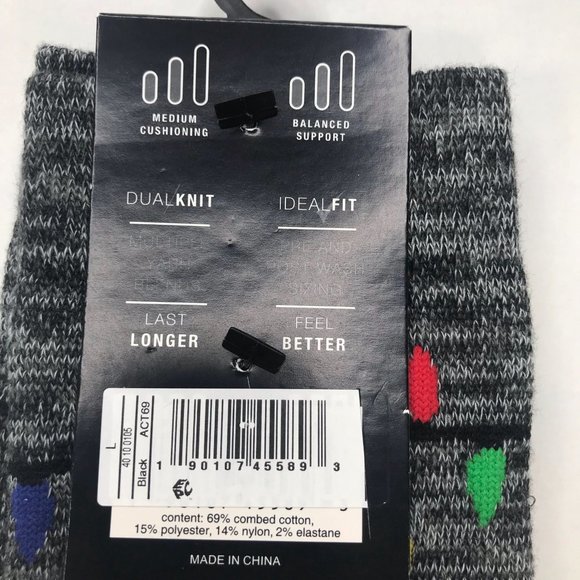 MEDIUM
CUSHIONING
BALANCED
SUPPORT
DUALKNIT
IDEALFIT
LAST
LONGER
FEEL
BETTER
L
40 10 0105
Black ACT69
1 90107 45589 3
content: 69% combed cotton,
15% polyester, 14% nylon, 2% elastane
MADE IN CHINA